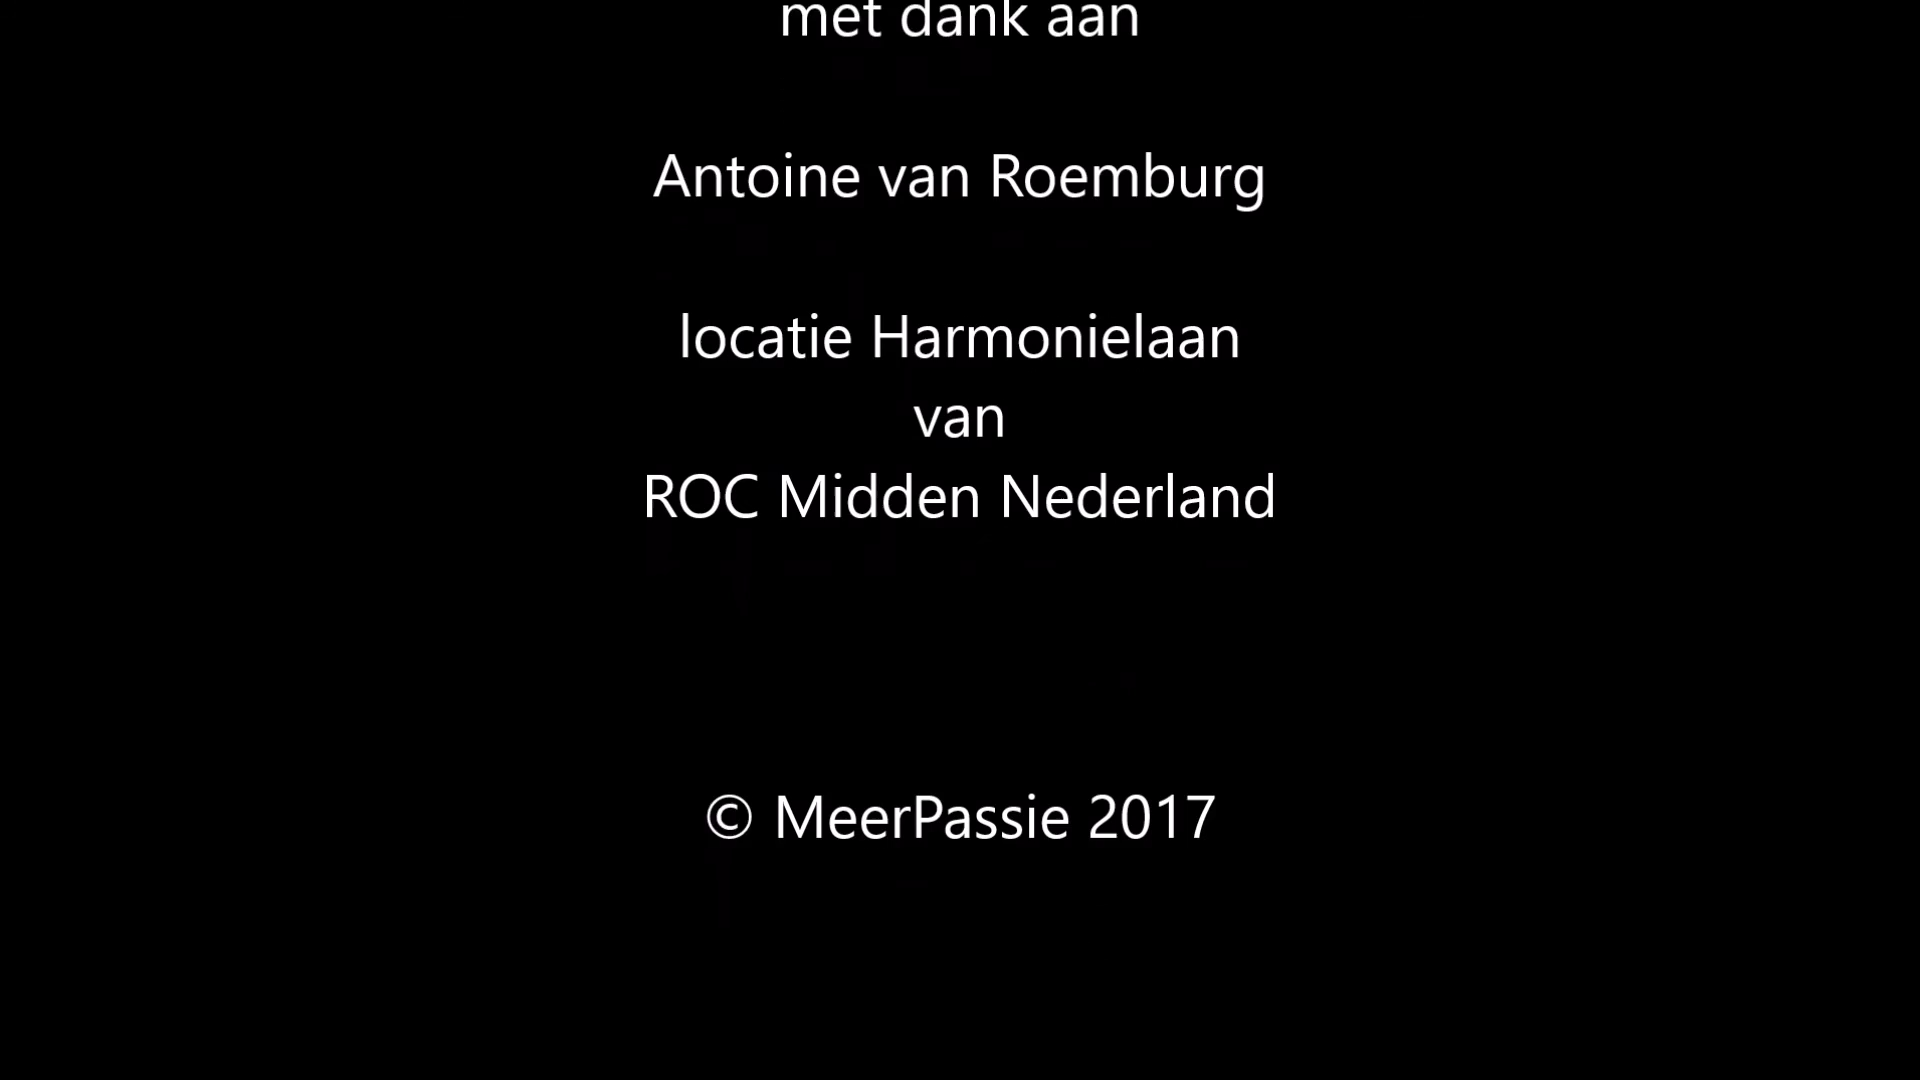 met dank aan
Antoine van Roemburg
locatie Harmonielaan
van
ROC Midden Nederland
© MeerPassie 2017